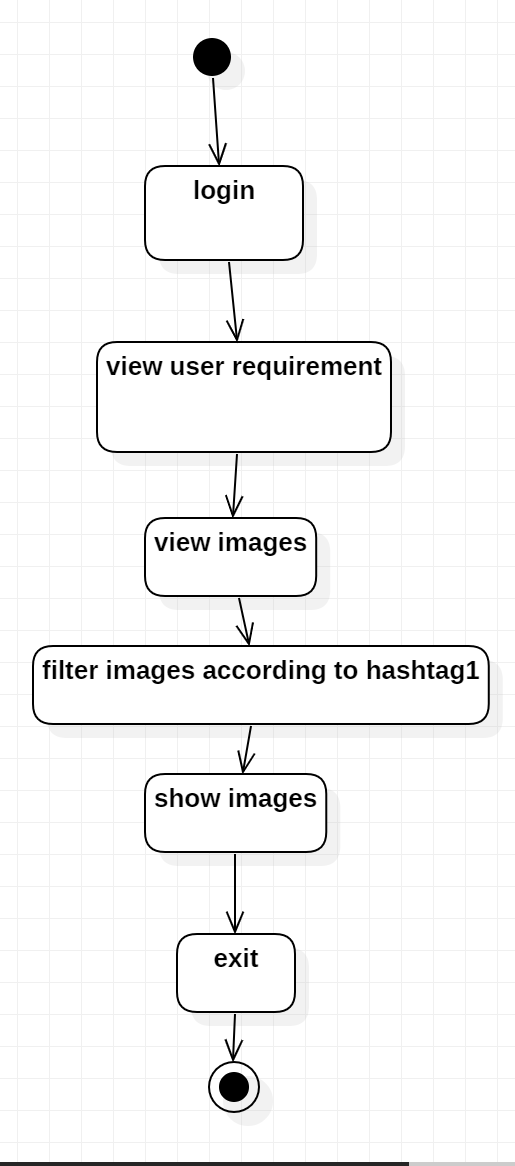 login
view user requirement
view images
filter images according to hashtag1
show images
exit